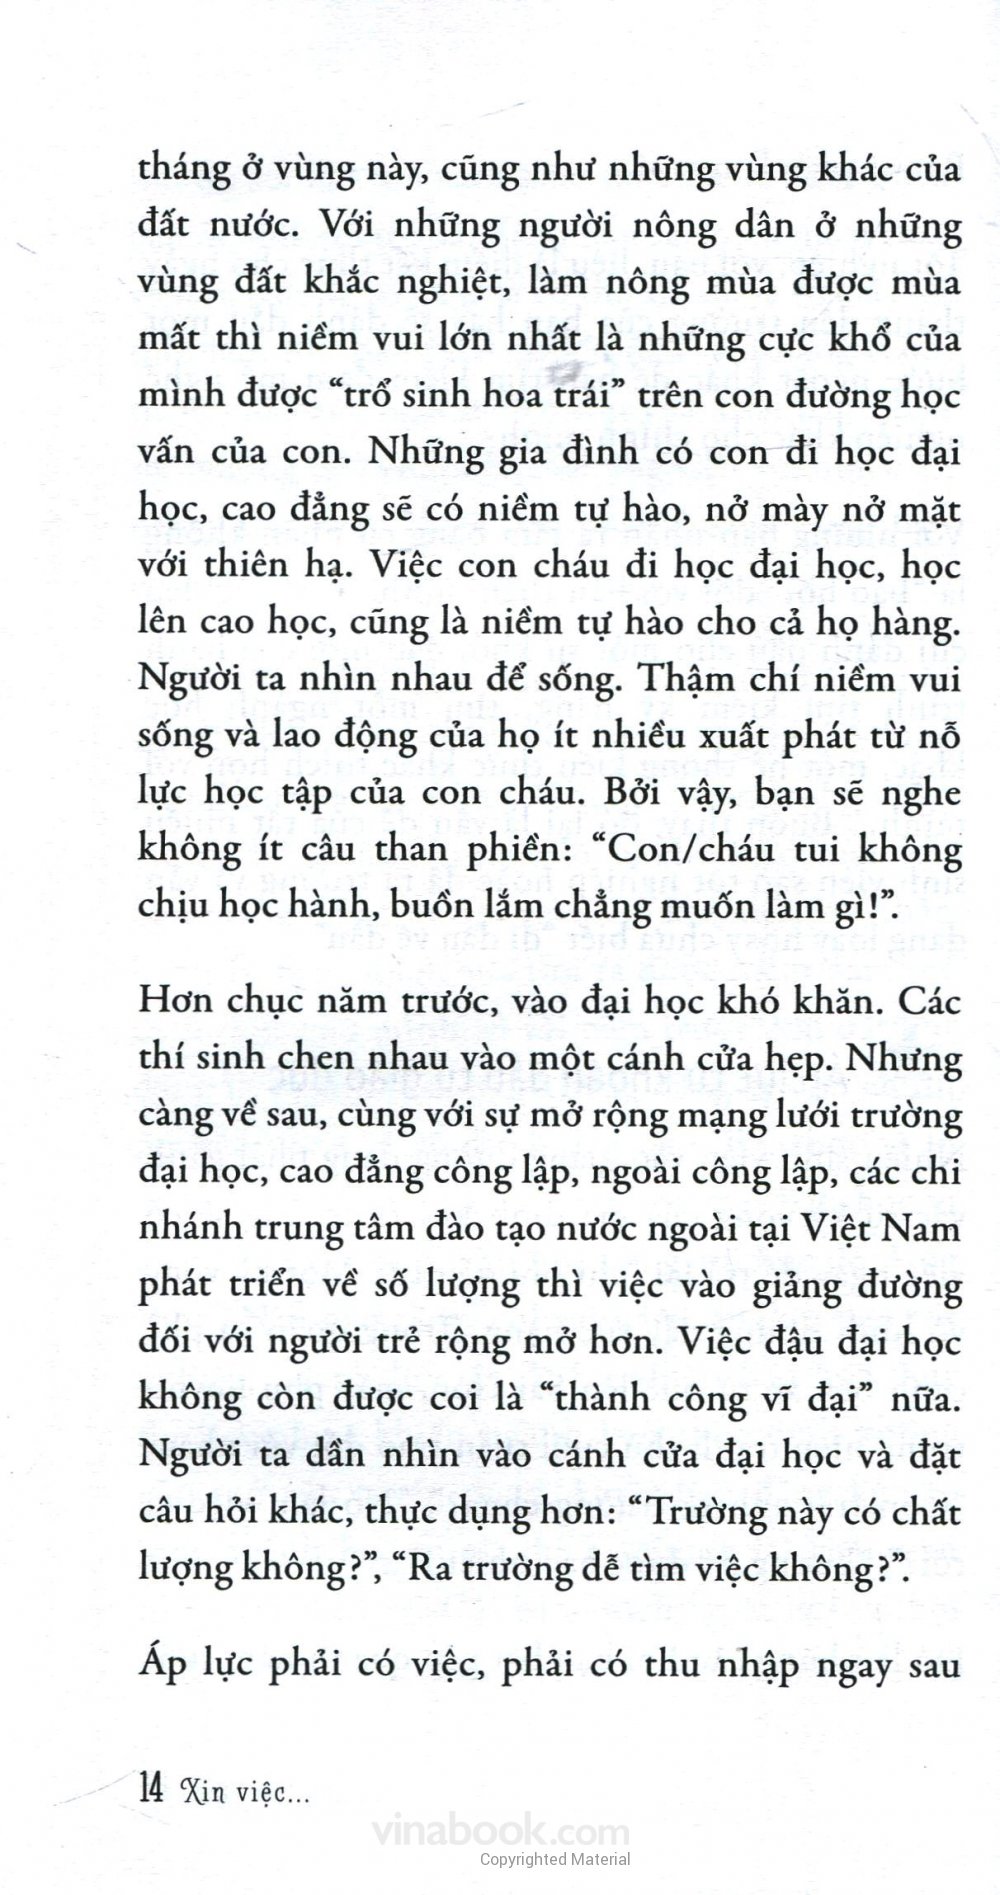 tháng ở vùng này, cũng như những vùng khác của
đất nước. Với những người nông dân ở những
vùng đất khắc nghiệt, làm nông mùa được mùa
mất thì niềm vui lớn nhất là những cực khổ của
mình được “trổ sinh hoa trái” trên con đường học
vấn của con. Những gia đình có con đi học đại
học, cao đẳng sẽ có niềm tự hào, nở mày nở mặt
với thiên hạ. Việc con cháu đi học đại học, học
lên cao học, cũng là niềm tự hào cho cả họ hàng.
Người ta nhìn nhau để sống. Thậm chí niềm vui
sống và lao động của họ ít nhiều xuất phát từ nỗ
lực học tập của con cháu. Bởi vậy, bạn sẽ nghe
không ít câu than phiền: “Con/cháu tui không
chịu học hành, buồn lắm chẳng muốn làm gì!”.
Hơn chục năm trước, vào đại học khó khăn. Các
thí sinh chen nhau vào một cánh cửa hẹp. Nhưng
càng về sau, cùng với sự mở rộng mạng lưới trường
đại học, cao đẳng công lập, ngoài công lập, các chi
nhánh trung tâm đào tạo nước ngoài tại Việt Nam
phát triển về số lượng thì việc vào giảng đường
đối với người trẻ rộng mở hơn. Việc đậu đại học
không còn được coi là “thành công vĩ đại” nữa.
Người ta dần nhìn vào cánh cửa đại học và đặt
câu hỏi khác, thực dụng hơn: “Trường này có chất
lượng không?”, “Ra trường dễ tìm việc không?”.
Áp lực phải có việc, phải có thu nhập ngay sau
14 Xin việc...
vinabook.com
Copyrighted Material